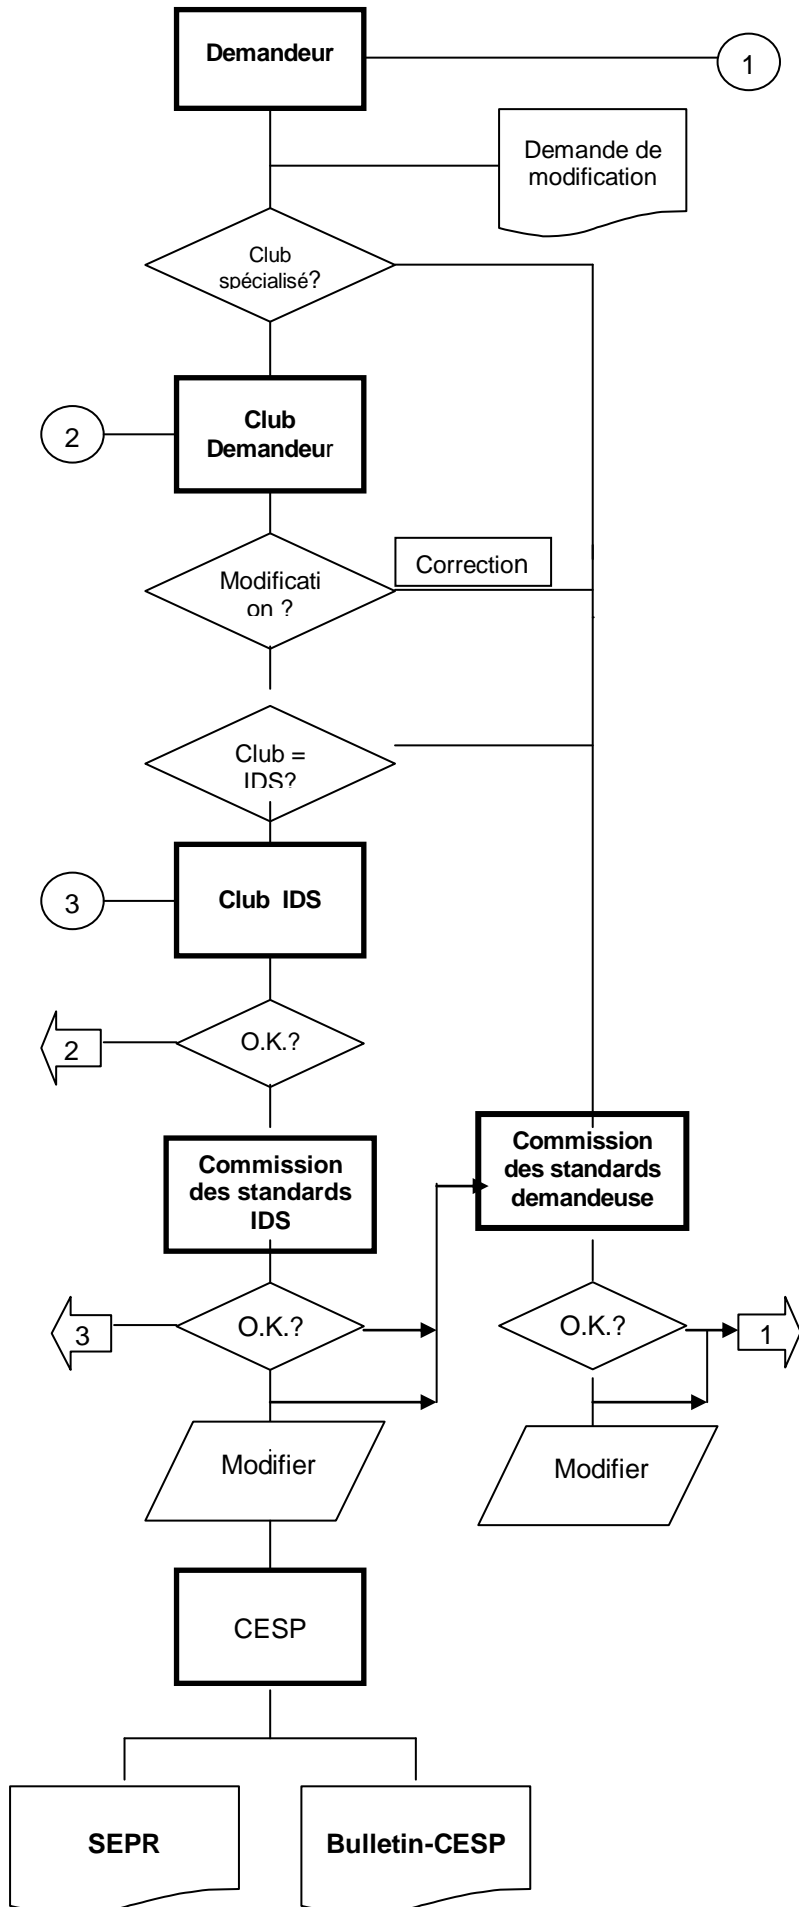 Demandeur
1
Demande de
modification
Club
spécialisé?
2
Club
Demandeur
Modificati
on ?
Correction
Club =
IDS?
3
Club IDS
2
O.K.?
Commission
des standards
IDS
Commission
des standards
demandeuse
3
O.K.?
O.K.?
1
Modifier
Modifier
CESP
SEPR
Bulletin-CESP